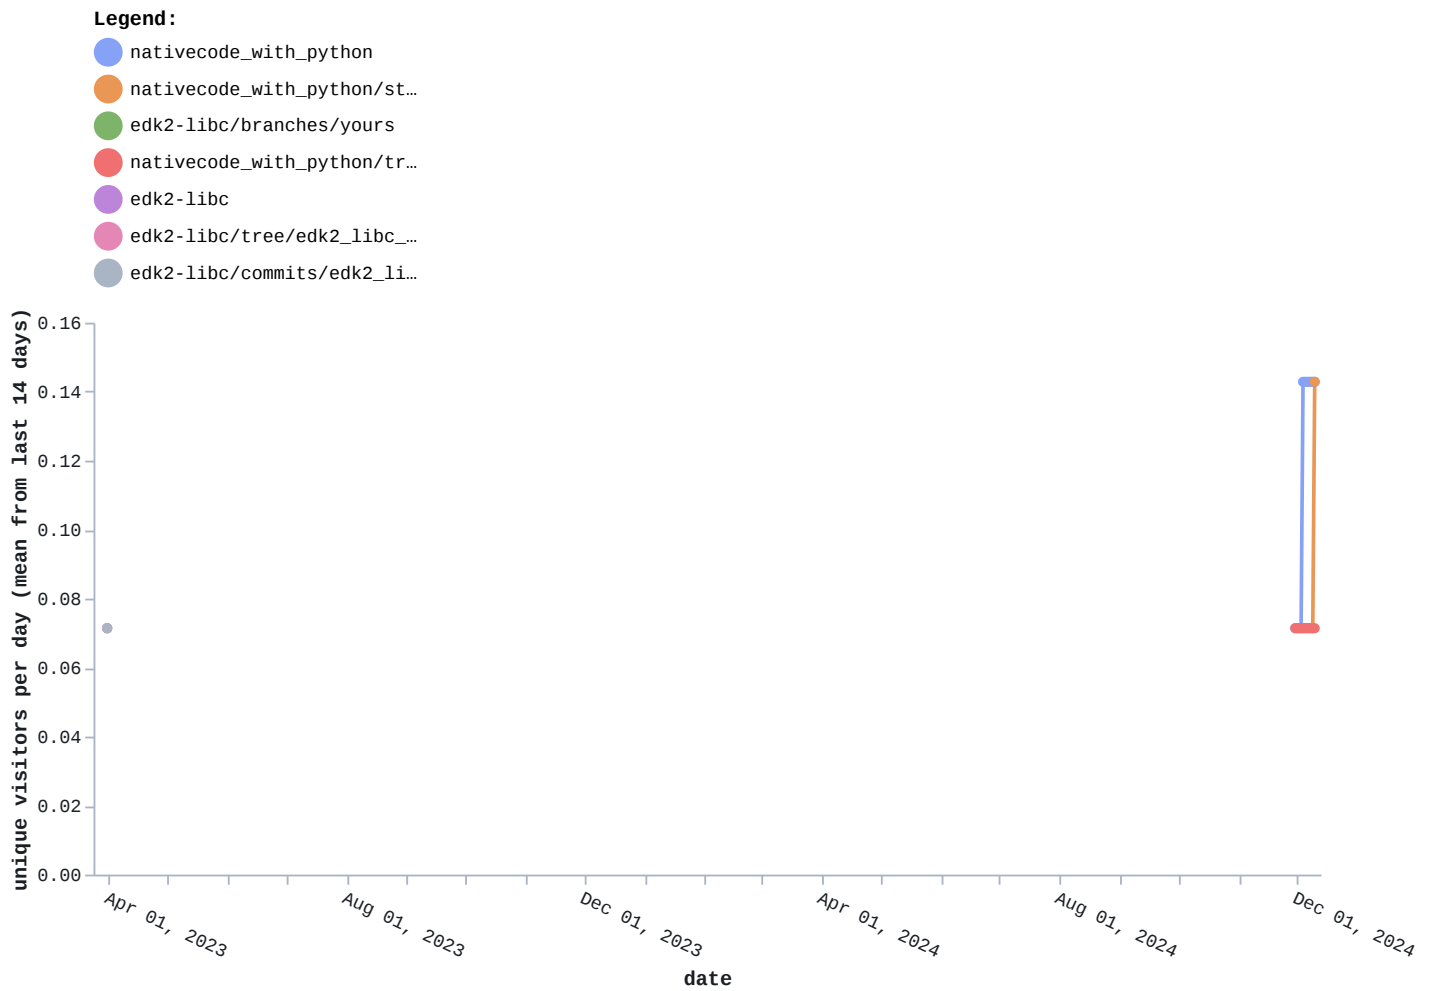 Legend:
nativecode_with_python
nativecode_with_python/st…
edk2-libc/branches/yours
nativecode_with_python/tr…
edk2-libc
edk2-libc/tree/edk2_libc_…
edk2-libc/commits/edk2_li…
unique visitors per day (mean from last 14 days)
0.16
0.14
0.12
0.10
0.08
0.06
0.04
0.02
0.00
Apr 01, 2023
Aug 01, 2023
Dec 01, 2023
Apr 01, 2024
Aug 01, 2024
Dec 01, 2024
date